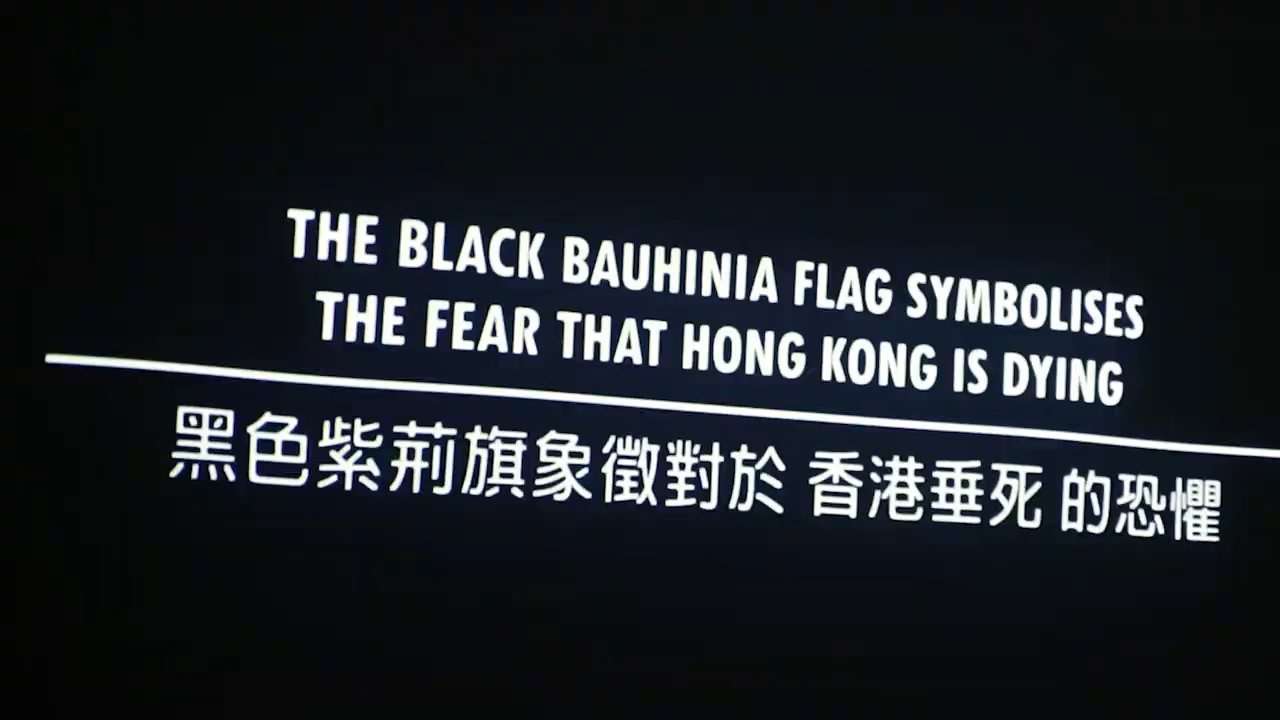 THE BLACK BAUHINIA FLAG SYMBOLISES
THE FEAR THAT HONG KONG IS DYING
黑色紫荊旗象徵對於 香港垂死 的恐懼